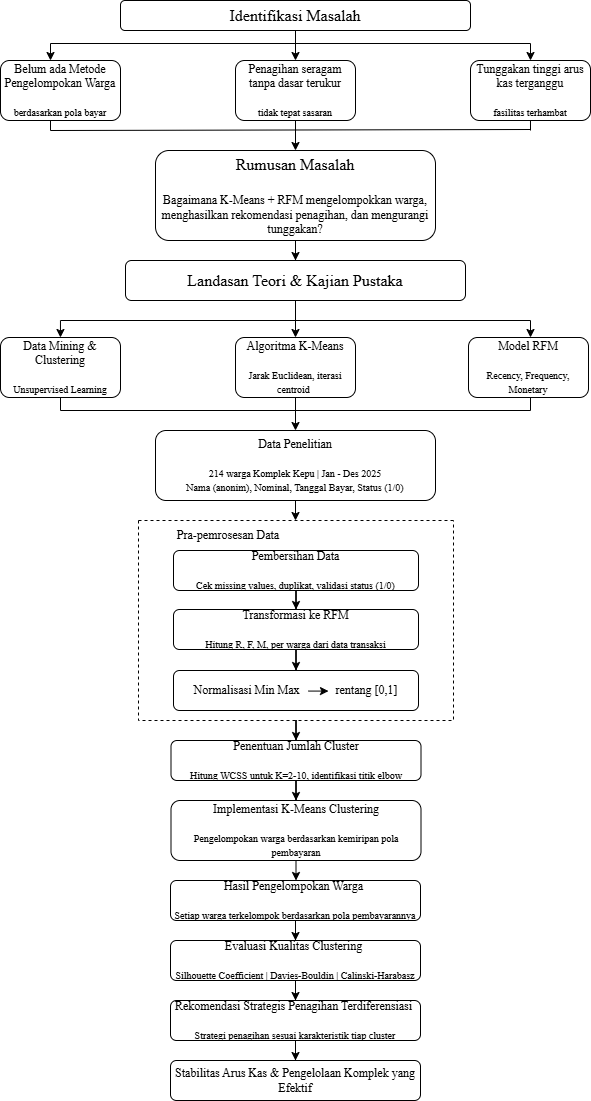 Identifikasi Masalah
Belum ada Metode
Pengelompokan Warga
berdasarkan pola bayar
Penagihan seragam
tanpa dasar terukur
tidak tepat sasaran
Tunggakan tinggi arus
kas terganggu
fasilitas terhambat
Rumusan Masalah
Bagaimana K-Means + RFM mengelompokkan warga,
menghasilkan rekomendasi penagihan, dan mengurangi
tunggakan?
Landasan Teori & Kajian Pustaka
Data Mining &
Clustering
Unsupervised Learning
Algoritma K-Means
Jarak Euclidean, iterasi
centroid
Model RFM
Recency, Frequency,
Monetary
Data Penelitian
214 warga Komplek Kepu | Jan - Des 2025
Nama (anonim), Nominal, Tanggal Bayar, Status (1/0)
Pra-pemrosesan Data
Pembersihan Data
Cek missing values, duplikat, validasi status (1/0)
Transformasi ke RFM
Hitung R, F, M, per warga dari data transaksi
Normalisasi Min Max → rentang [0,1]
Penentuan Jumlah Cluster
Hitung WCSS untuk K=2-10, identifikasi titik elbow
Implementasi K-Means Clustering
Pengelompokan warga berdasarkan kemiripan pola
pembayaran
Hasil Pengelompokan Warga
Setiap warga terkelompok berdasarkan pola pembayarannya
Evaluasi Kualitas Clustering
Silhouette Coefficient | Davies-Bouldin | Calinski-Harabasz
Rekomendasi Strategis Penagihan Terdiferensiasi
Strategi penagihan sesuai karakteristik tiap cluster
Stabilitas Arus Kas & Pengelolaan Komplek yang
Efektif